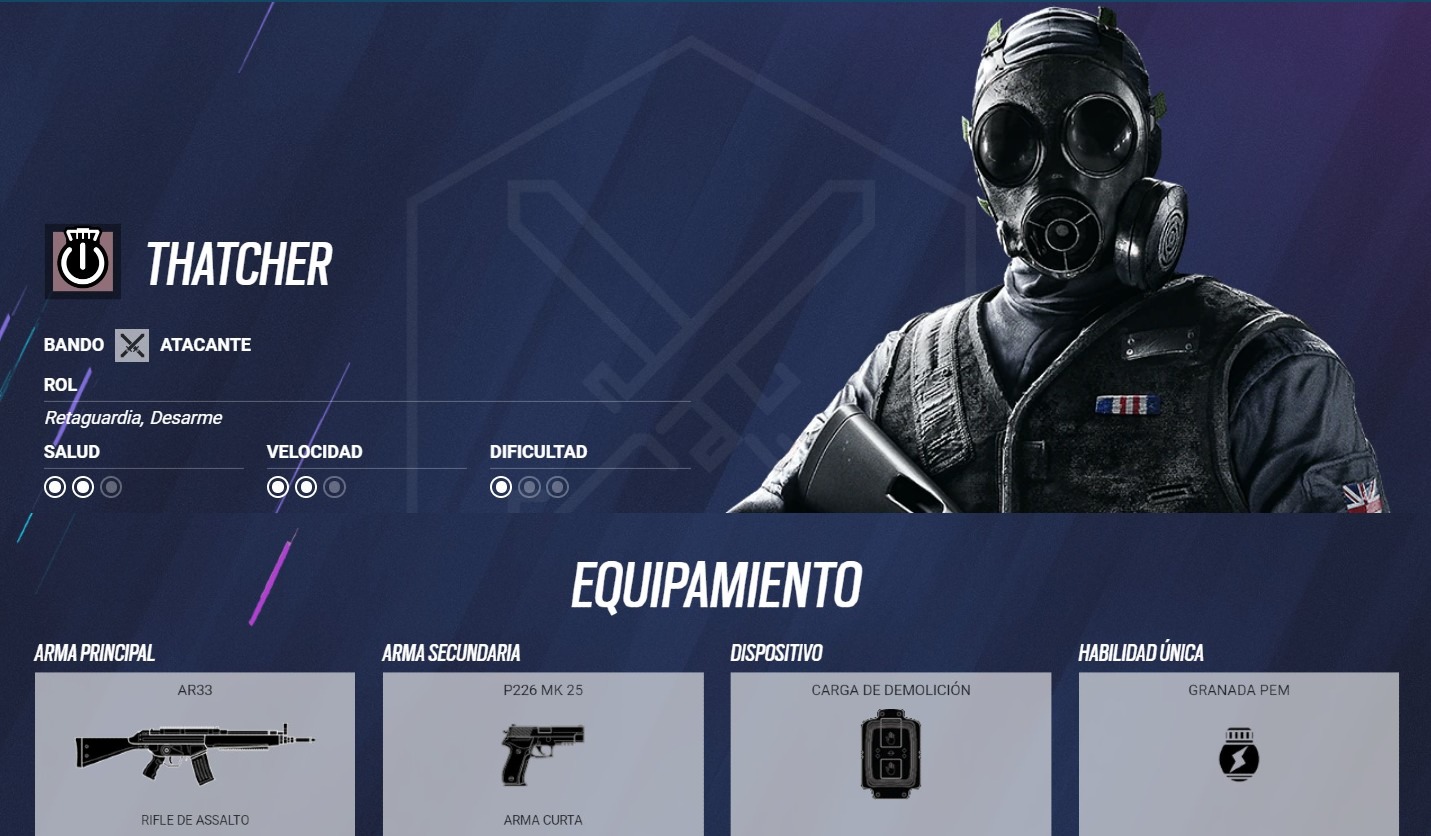 THATCHER
BANDO ATACANTE
ROL
Retaguardia, Desarme
SALUD VELOCIDAD DIFICULTAD
EQUIPAMIENTO
ARMA PRINCIPAL ARMA SECUNDARIA DISPOSITIVO HABILIDAD ÚNICA
AR33 P226 MK 25 CARGA DE DEMOLICIÓN GRANADA PEM
RIFLE DE ASSALTO ARMA CURTA